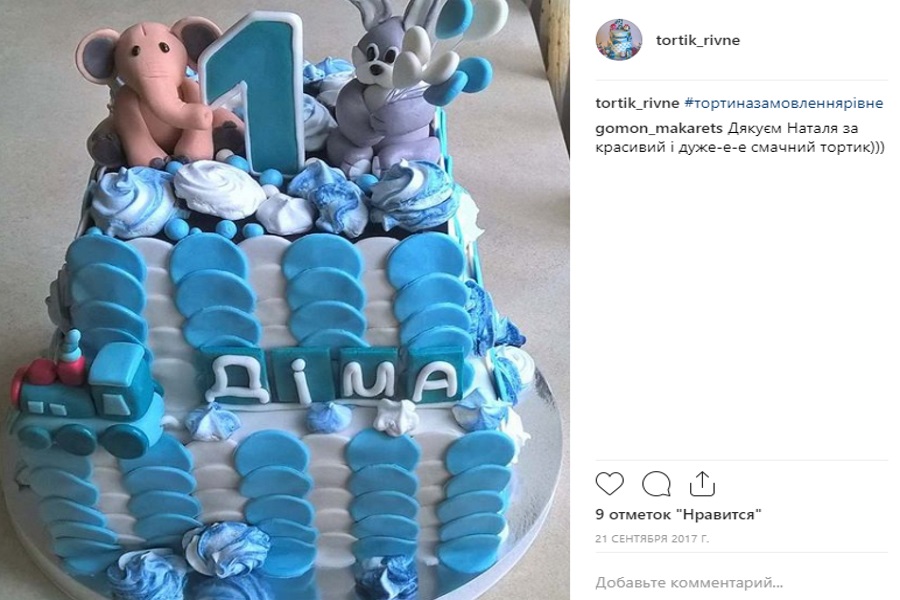 1
ДІМА
tortik_rivne
tortik_rivne #тортиназамовленнярівне
gomon_makarets Дякуєм Наталя за
красивий і дуже-е-е смачний тортик)))
9 отметок "Нравится"
21 СЕНТЯБРЯ 2017 Г.
Добавьте комментарий...